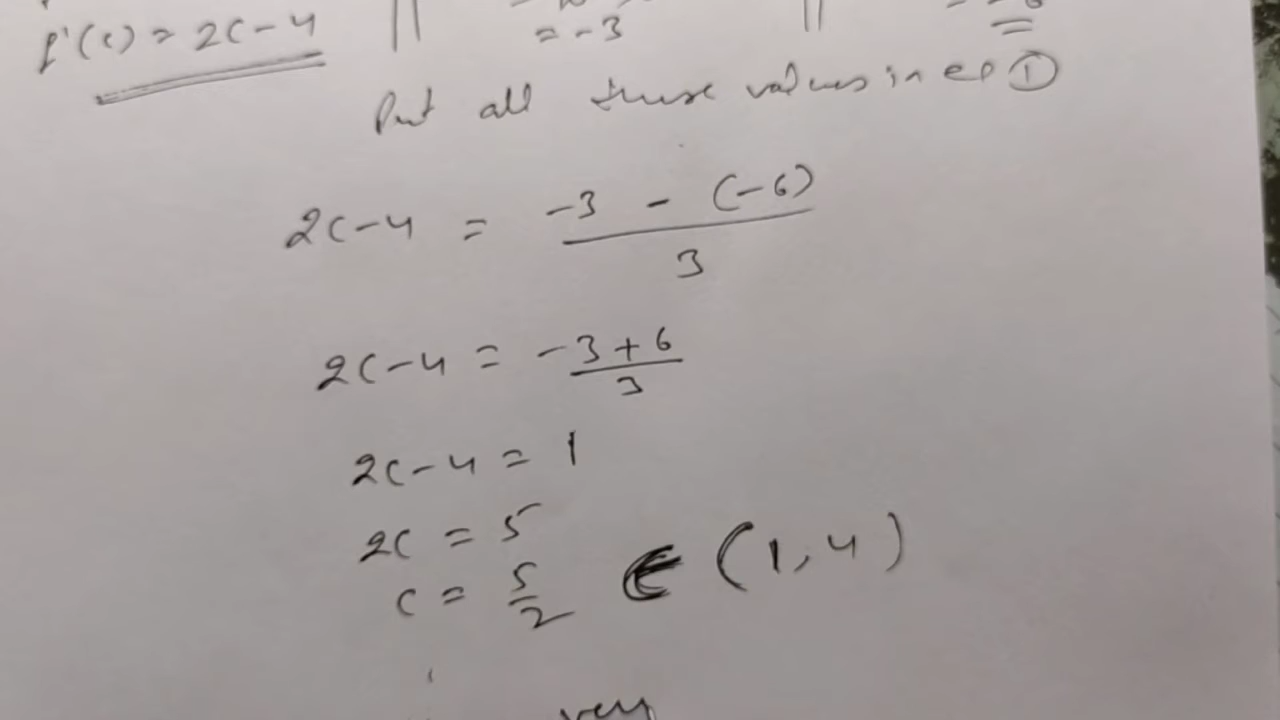 f'(c) = 2c-4
= -3
=
Put all these values in eq ①
2c-4 = -3 - (-6) / 3
2c-4 = -3+6 / 3
2c-4 = 1
2c = 5
c = 5/2 ∈ (1,4)
very